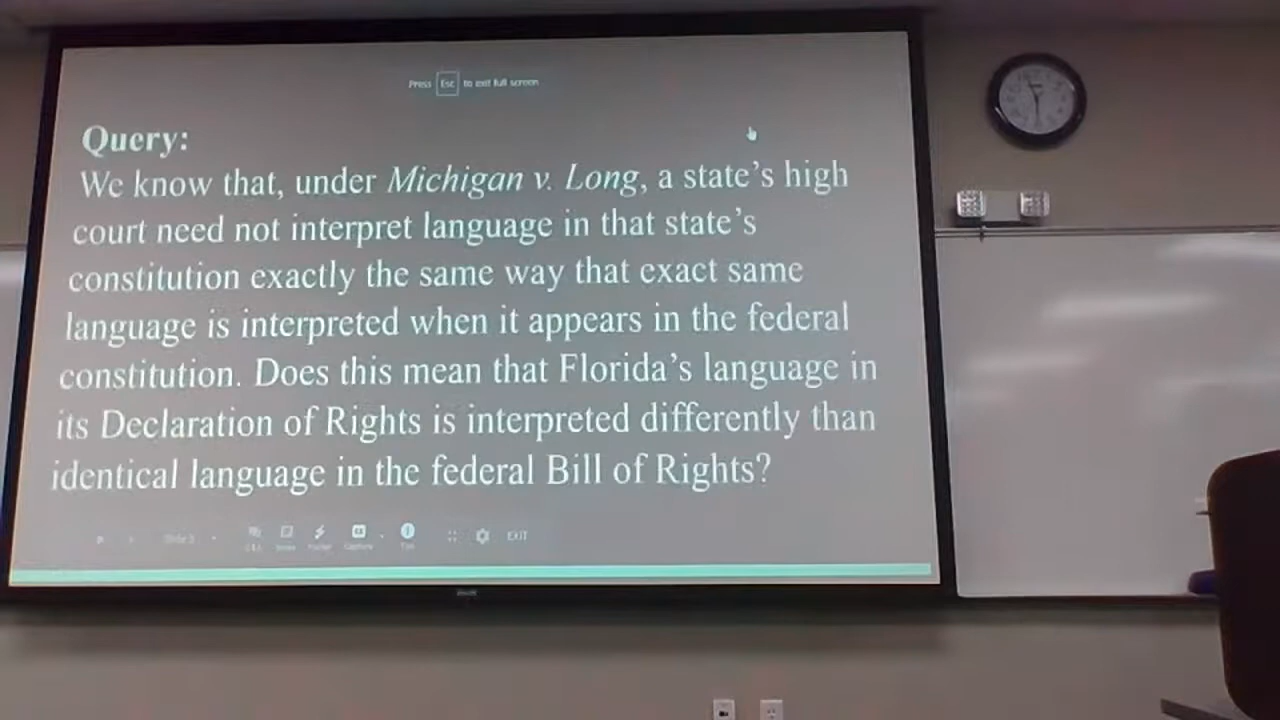 Press Esc to exit full screen
Query:
We know that, under Michigan v. Long, a state's high
court need not interpret language in that state's
constitution exactly the same way that exact same
language is interpreted when it appears in the federal
constitution. Does this mean that Florida's language in
its Declaration of Rights is interpreted differently than
identical language in the federal Bill of Rights?
EXIT